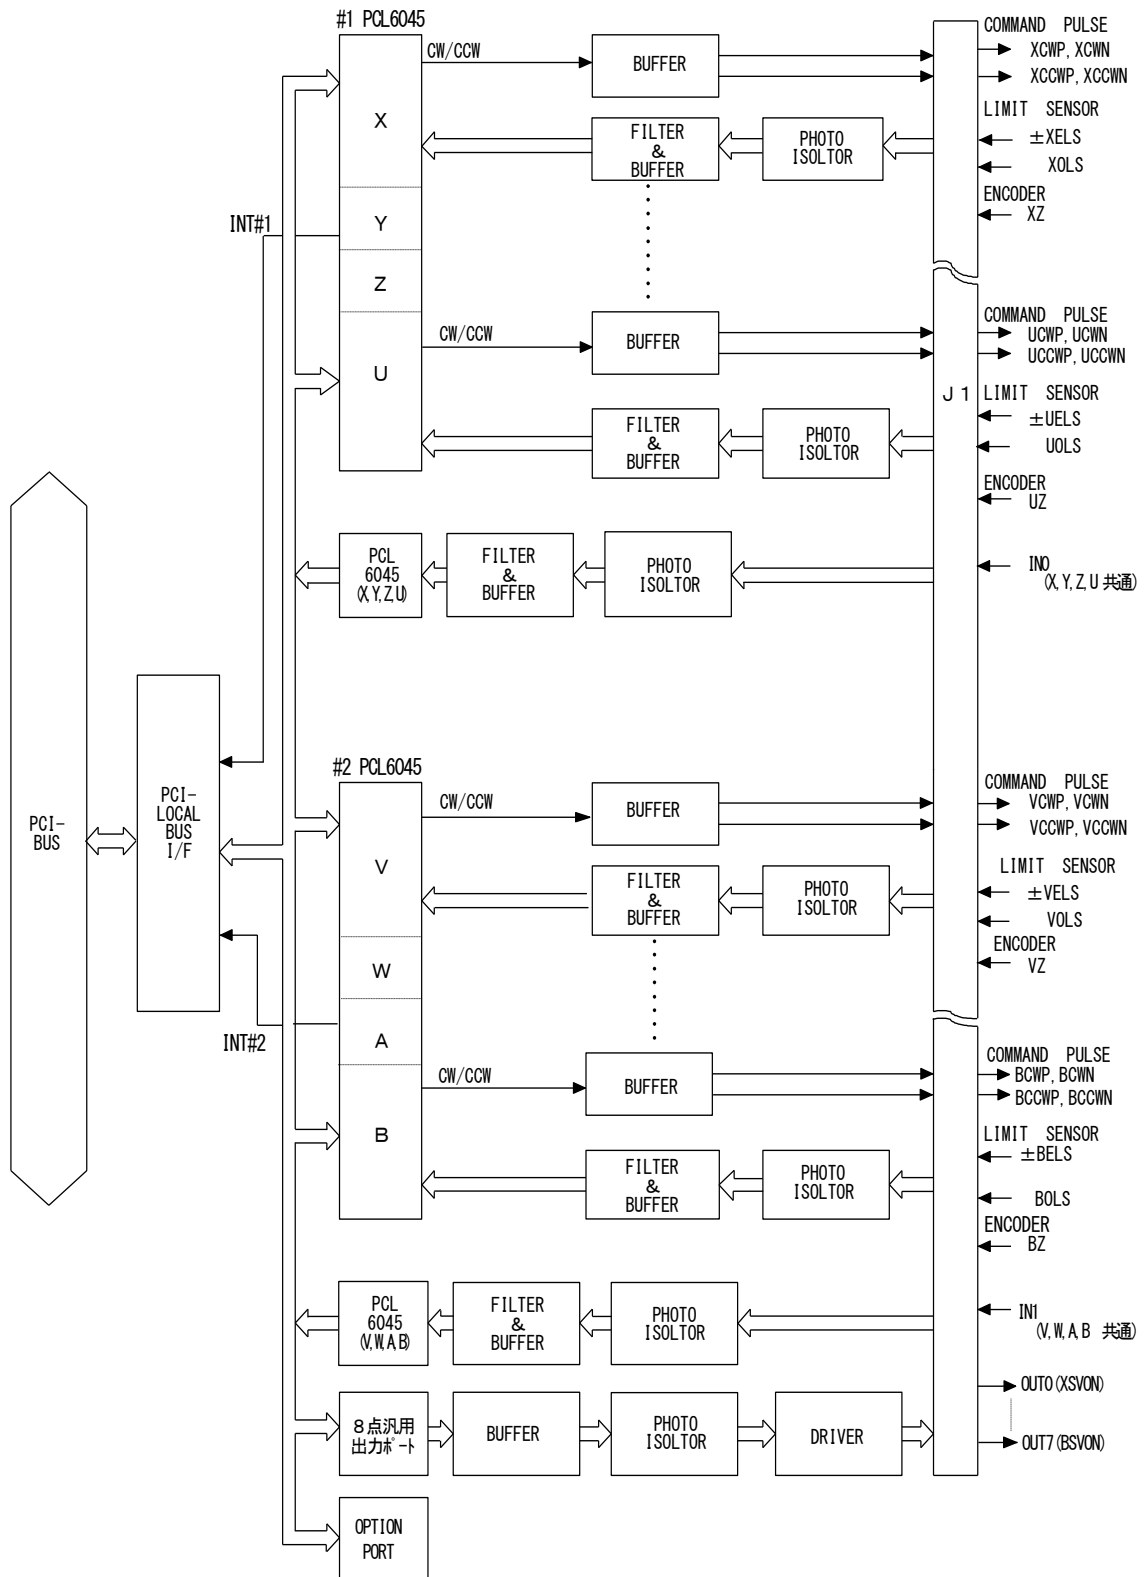 #1 PCL6045
COMMAND PULSE
CW/CCW
BUFFER
XCWP, XCWN
XCCWP, XCCWN
X
LIMIT SENSOR
FILTER
&
BUFFER
PHOTO
ISOLTOR
±XELS
XOLS
ENCODER
XZ
INT#1
Y
Z
COMMAND PULSE
CW/CCW
BUFFER
UCWP, UCWN
UCCWP, UCCWN
U
J1
LIMIT SENSOR
FILTER
&
BUFFER
PHOTO
ISOLTOR
±UELS
UOLS
ENCODER
UZ
PCL
6045
(X,Y,Z,U)
FILTER
&
BUFFER
PHOTO
ISOLTOR
IN0
(X,Y,Z,U 共通)
PCI-
BUS
PCI-
LOCAL
BUS
I/F
#2 PCL6045
COMMAND PULSE
CW/CCW
BUFFER
VCWP, VCWN
VCCWP, VCCWN
V
LIMIT SENSOR
FILTER
&
BUFFER
PHOTO
ISOLTOR
±VELS
VOLS
ENCODER
VZ
W
INT#2
A
COMMAND PULSE
CW/CCW
BUFFER
BCWP, BCWN
BCCWP, BCCWN
B
LIMIT SENSOR
FILTER
&
BUFFER
PHOTO
ISOLTOR
±BELS
BOLS
ENCODER
BZ
PCL
6045
(V,W,A,B)
FILTER
&
BUFFER
PHOTO
ISOLTOR
IN1
(V,W,A,B 共通)
8点汎用
出力ポート
BUFFER
PHOTO
ISOLTOR
DRIVER
OUT0(XSVON)
OUT7(BSVON)
OPTION
PORT